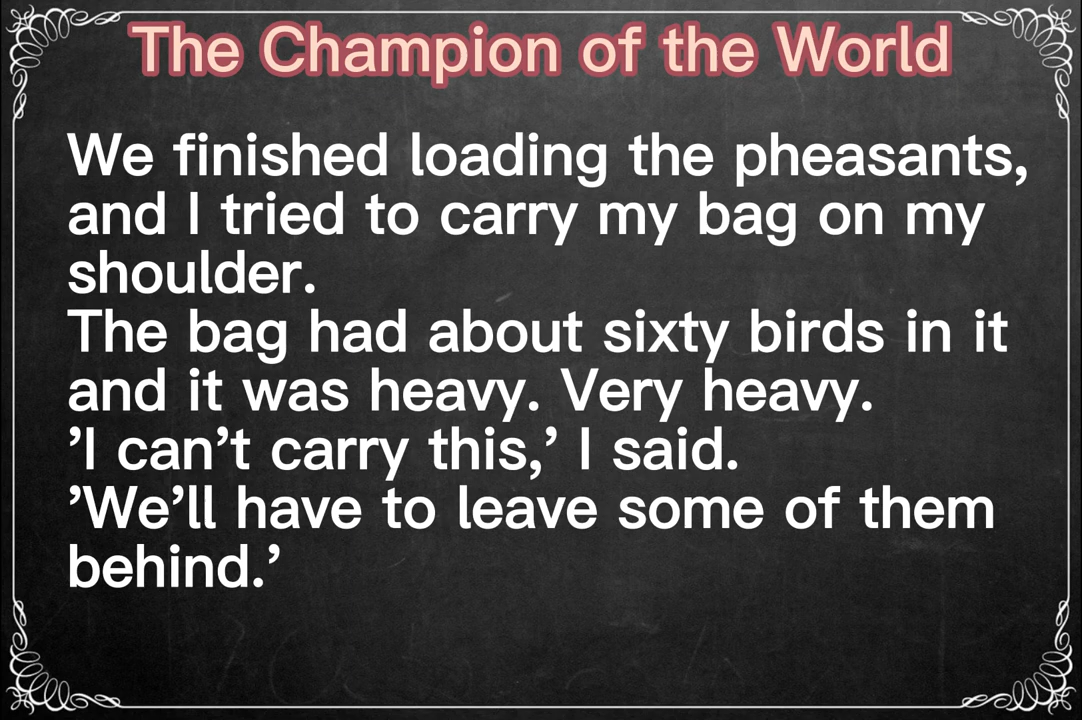 The Champion of the World
We finished loading the pheasants,
and I tried to carry my bag on my
shoulder.
The bag had about sixty birds in it
and it was heavy. Very heavy.
’I can’t carry this,’ I said.
’We’ll have to leave some of them
behind.’